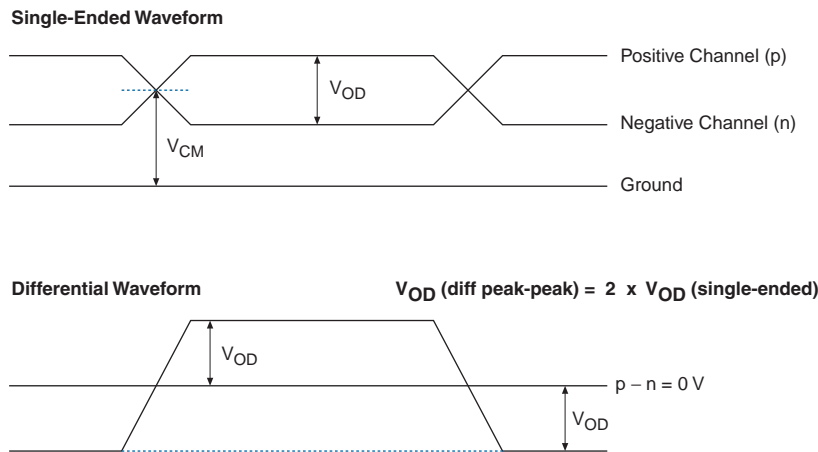 Single-Ended Waveform
Positive Channel (p)
VOD
Negative Channel (n)
VCM
Ground
Differential Waveform
VOD (diff peak-peak) = 2 x VOD (single-ended)
VOD
p – n = 0 V
VOD